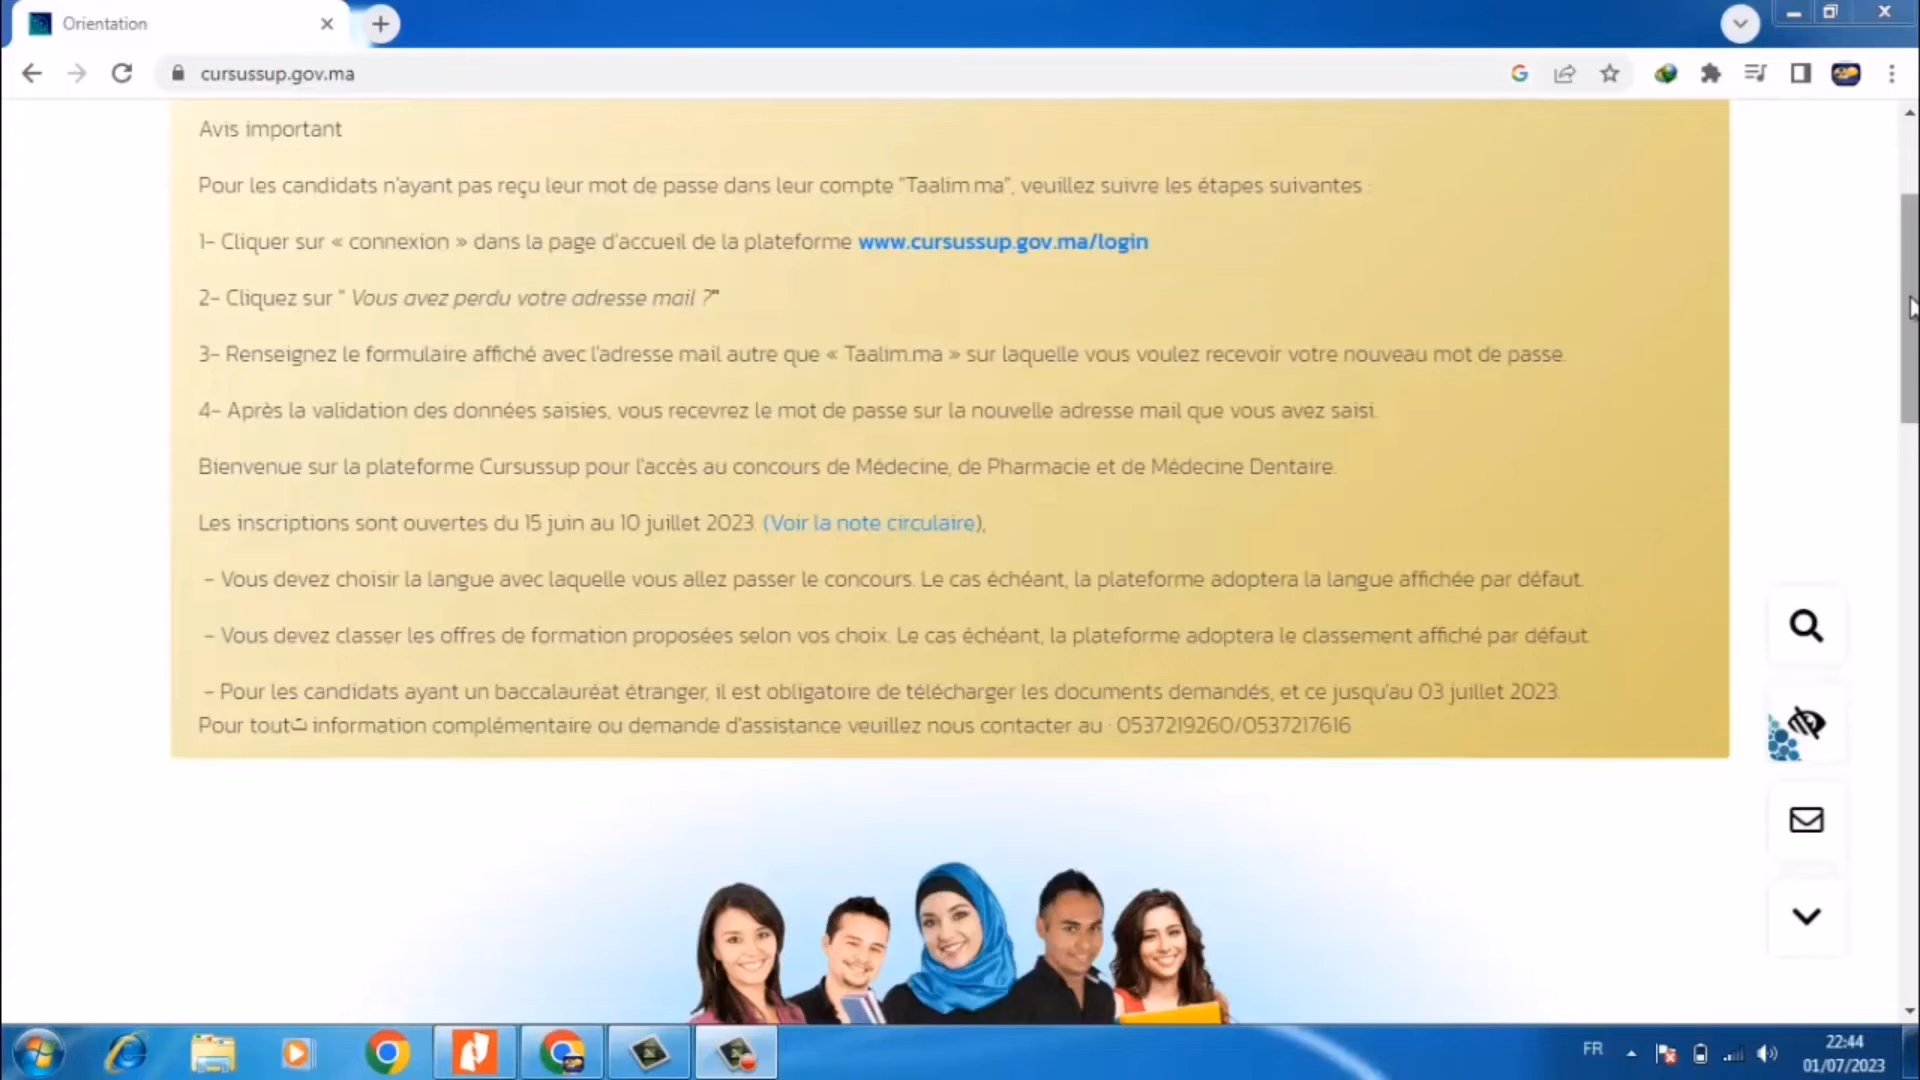 Orientation
cursussup.gov.ma
Avis important
Pour les candidats n'ayant pas reçu leur mot de passe dans leur compte "Taalim.ma", veuillez suivre les étapes suivantes :
1- Cliquer sur « connexion » dans la page d'accueil de la plateforme www.cursussup.gov.ma/login
2- Cliquez sur " Vous avez perdu votre adresse mail ?"
3- Renseignez le formulaire affiché avec l'adresse mail autre que « Taalim.ma » sur laquelle vous voulez recevoir votre nouveau mot de passe.
4- Après la validation des données saisies, vous recevrez le mot de passe sur la nouvelle adresse mail que vous avez saisi.
Bienvenue sur la plateforme Cursussup pour l'accès au concours de Médecine, de Pharmacie et de Médecine Dentaire.
Les inscriptions sont ouvertes du 15 juin au 10 juillet 2023 (Voir la note circulaire),
- Vous devez choisir la langue avec laquelle vous allez passer le concours. Le cas échéant, la plateforme adoptera la langue affichée par défaut.
- Vous devez classer les offres de formation proposées selon vos choix. Le cas échéant, la plateforme adoptera le classement affiché par défaut
- Pour les candidats ayant un baccalauréat étranger, il est obligatoire de télécharger les documents demandés, et ce jusqu'au 03 juillet 2023.
Pour toutث information complémentaire ou demande d'assistance veuillez nous contacter au : 0537219260/0537217616
FR
22:44
01/07/2023